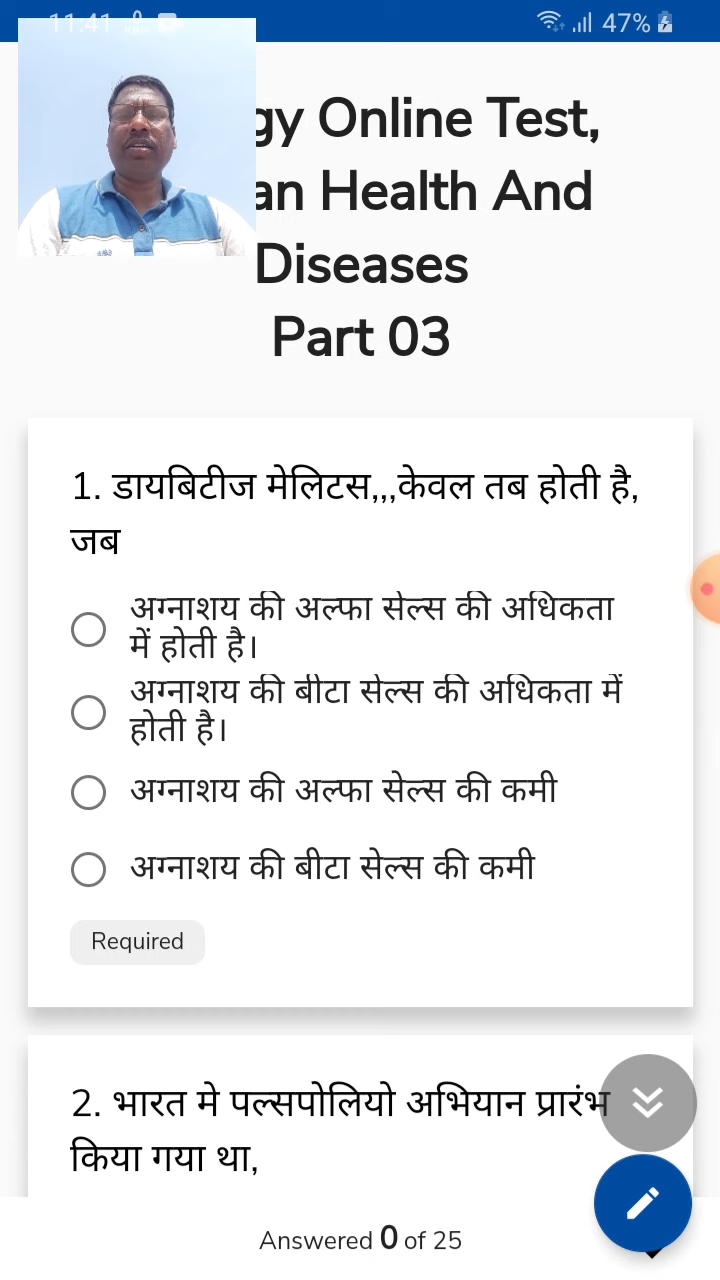 11:41
47%
gy Online Test,
an Health And
Diseases
Part 03
1. डायबिटीज मेलिटस,,,केवल तब होती है,
जब
अग्नाशय की अल्फा सेल्स की अधिकता
में होती है।
अग्नाशय की बीटा सेल्स की अधिकता में
होती है।
अग्नाशय की अल्फा सेल्स की कमी
अग्नाशय की बीटा सेल्स की कमी
Required
2. भारत मे पल्सपोलियो अभियान प्रारंभ
किया गया था,
Answered 0 of 25